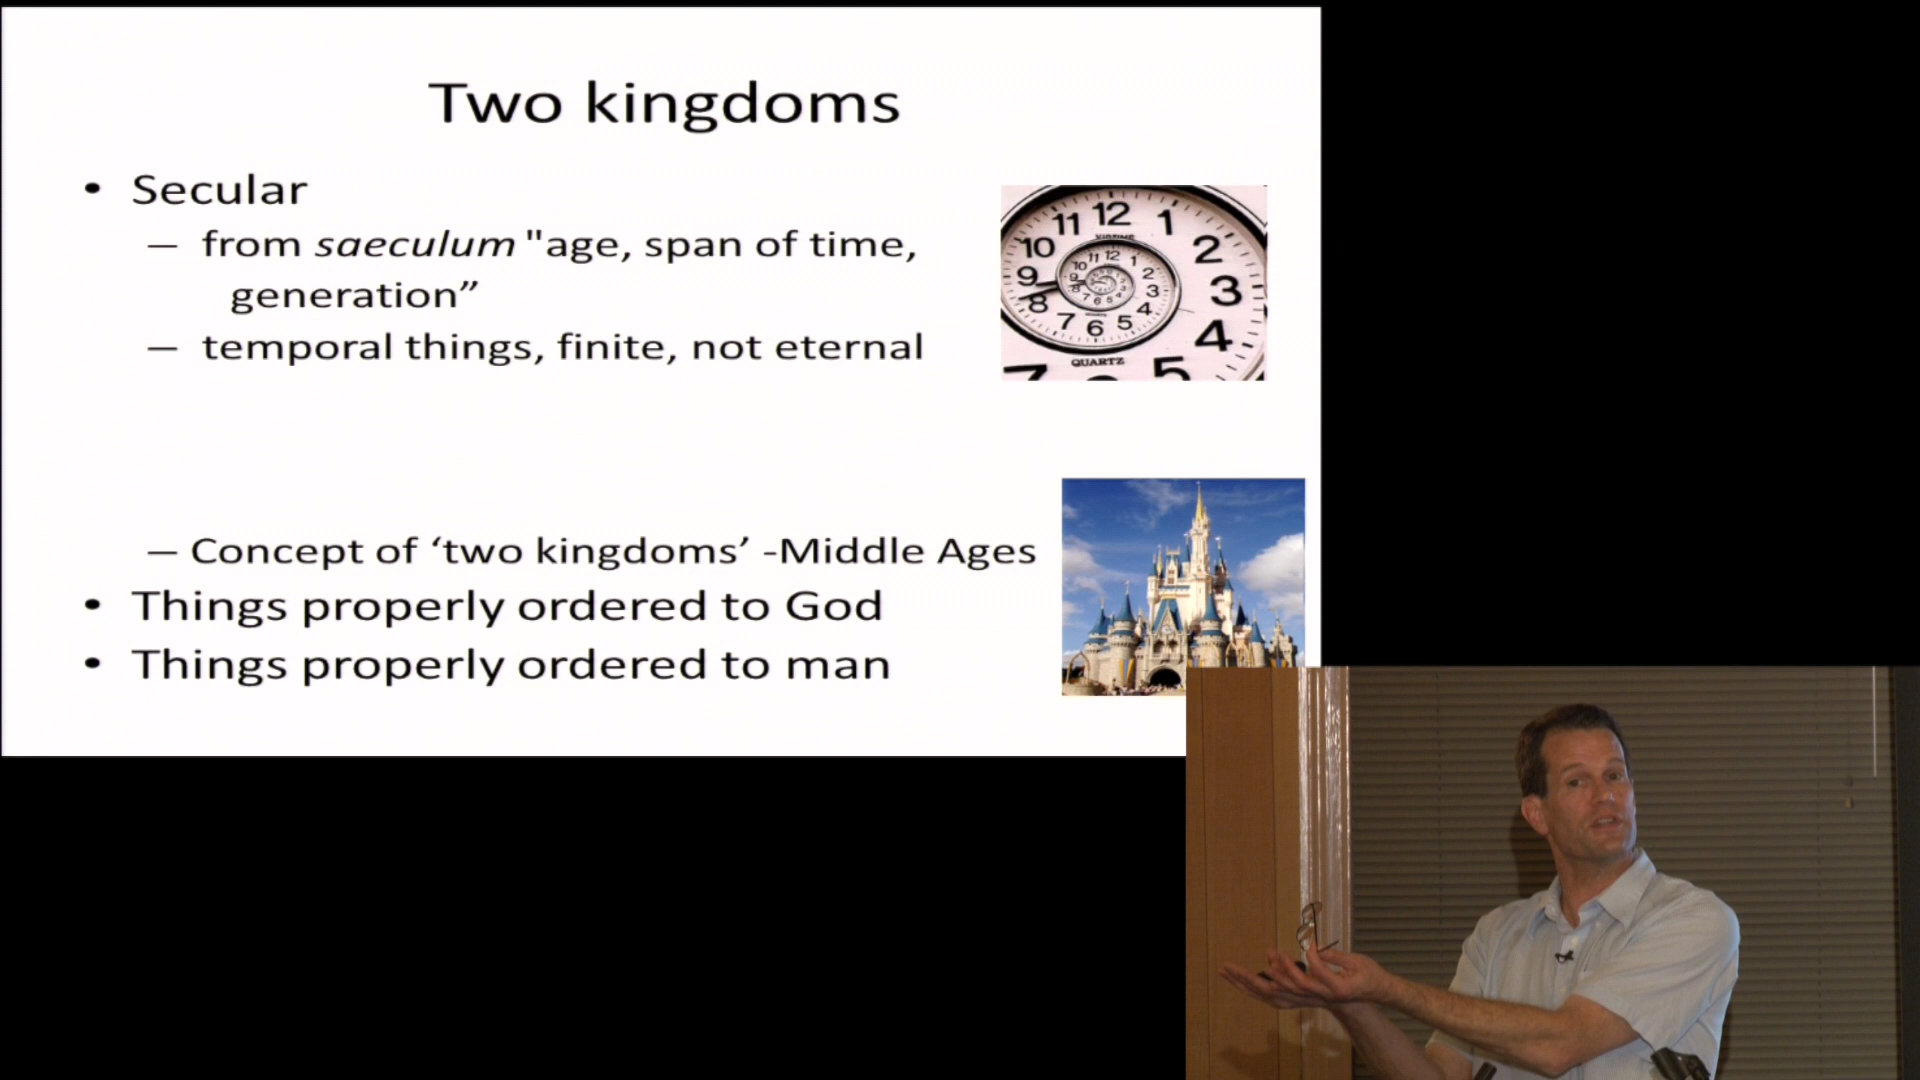 Two kingdoms
• Secular
– from saeculum "age, span of time,
generation”
– temporal things, finite, not eternal
– Concept of ‘two kingdoms’ -Middle Ages
• Things properly ordered to God
• Things properly ordered to man
11 12 1
10 2
9 3
8 4
7 6 5
QUARTZ